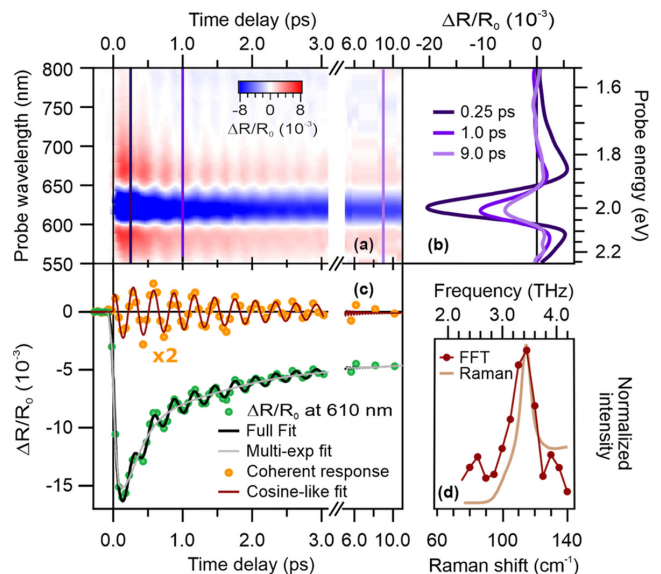 Time delay (ps)
ΔR/R₀ (10⁻³)
0.0 1.0 2.0 3.0 6.0 10.0
-20 -10 0
Probe wavelength (nm)
800
750
700
650
600
550
-8 0 8
ΔR/R₀ (10⁻³)
(a)
0.25 ps
1.0 ps
9.0 ps
(b)
1.6
1.8
2.0
2.2
Probe energy (eV)
ΔR/R₀ (10⁻³)
0
-5
-10
-15
(c)
x2
ΔR/R₀ at 610 nm
Full Fit
Multi-exp fit
Coherent response
Cosine-like fit
0.0 1.0 2.0 3.0 6.0 8.0 10.0
Time delay (ps)
Frequency (THz)
2.0 3.2 4.2
FFT
Raman
(d)
Normalized
intensity
80 100 120 140
Raman shift (cm⁻¹)